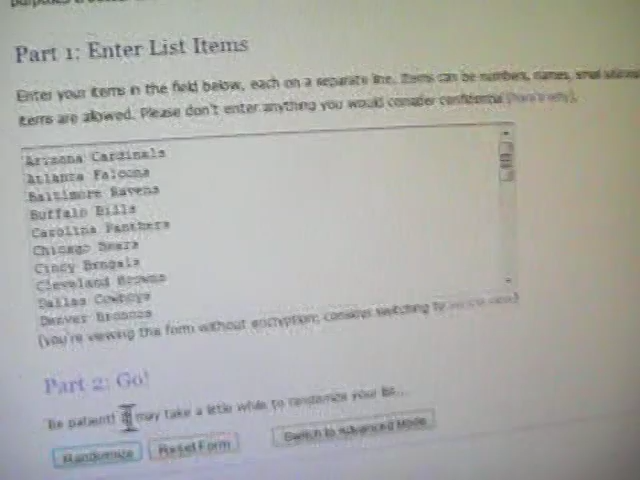 Part 1: Enter List Items
Enter your items in the field below, each on a separate line. Items can be numbers, names, email
items are allowed. Please don't enter anything you would consider confidential
Arizona Cardinals
Atlanta Falcons
Baltimore Ravens
Buffalo Bills
Carolina Panthers
Chicago Bears
Cincy Bengals
Cleveland Browns
Dallas Cowboys
Denver Broncos
(you're viewing this form without encryption; consider switching to
Part 2: Go!
Be patient! It may take a little while to randomize your list...
Randomize Reset Form Switch to Advanced Mode